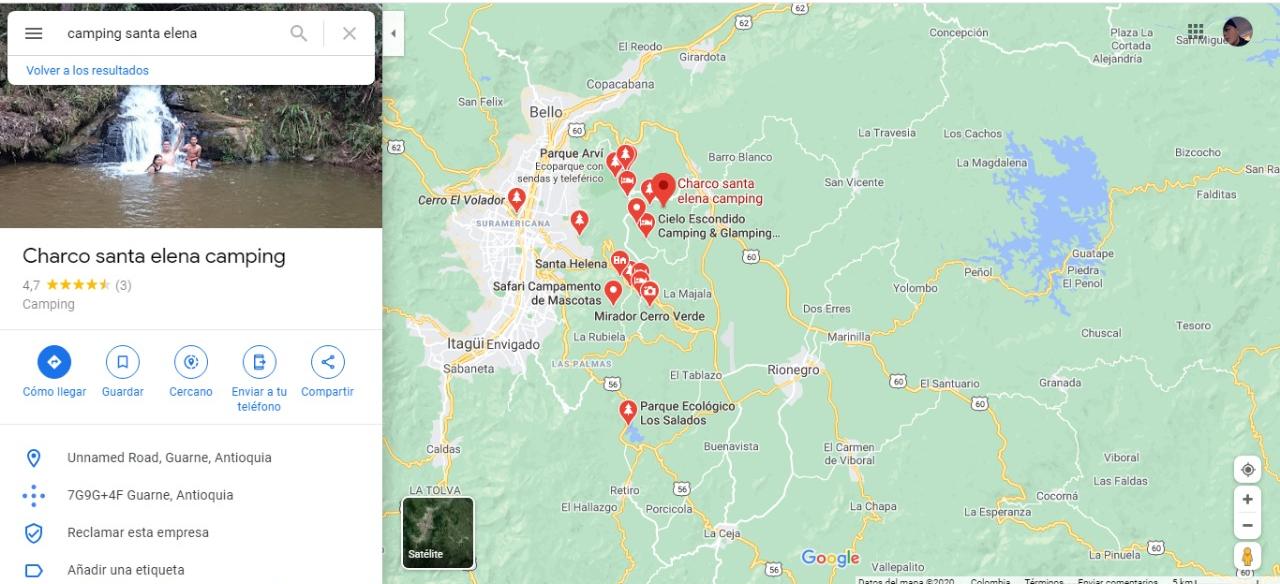 camping santa elena
Volver a los resultados
Charco santa elena camping
4,7 (3)
Camping
Cómo llegar
Guardar
Cercano
Enviar a tu
teléfono
Compartir
Unnamed Road, Guarne, Antioquia
7G9G+4F Guarne, Antioquia
Reclamar esta empresa
Añadir una etiqueta
62
62
Concepción
Plaza La
Cortada
Alejandría
El Reodo
Girardota
Copacabana
San Felix
Bello
60
62
La Travesia
Los Cachos
Parque Arví
Ecoparque con
sendas y teleférico
Barro Blanco
La Magdalena
Bizcocho
San Vicente
Charco santa
elena camping
Falditas
Cerro El Volador
SURAMERICANA
Cielo Escondido
Camping & Glamping...
60
Guatape
Santa Helena
Peñol
Piedra
El Penol
Safari Campamento
de Mascotas
La Majala
Yolombo
Mirador Cerro Verde
Dos Erres
Tesoro
La Rubiela
Marinilla
Chuscal
Itagüí
Envigado
Sabaneta
LAS PALMAS
El Tablazo
Rionegro
56
60
El Santuario
Granada
60
Parque Ecológico
Los Salados
Caldas
Buenavista
El Carmen
de Viboral
Viboral
Las Faldas
LA TOLVA
Retiro
56
Cocorná
El Hallazgo
Porcicola
La Chapa
La Esperanza
La Ceja
Satélite
Google
60
La Pinuela
56
Vallepalito
60
Datos del mapa ©2020
Colombia
Términos
Enviar comentarios
5 km